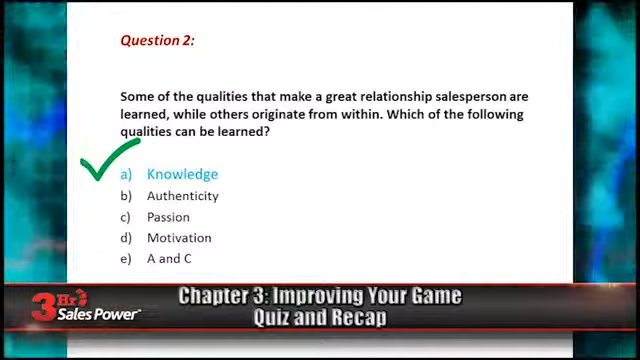 Question 2:
Some of the qualities that make a great relationship salesperson are
learned, while others originate from within. Which of the following
qualities can be learned?
a) Knowledge
b) Authenticity
c) Passion
d) Motivation
e) A and C
3Hr
Sales Power
Chapter 3: Improving Your Game
Quiz and Recap